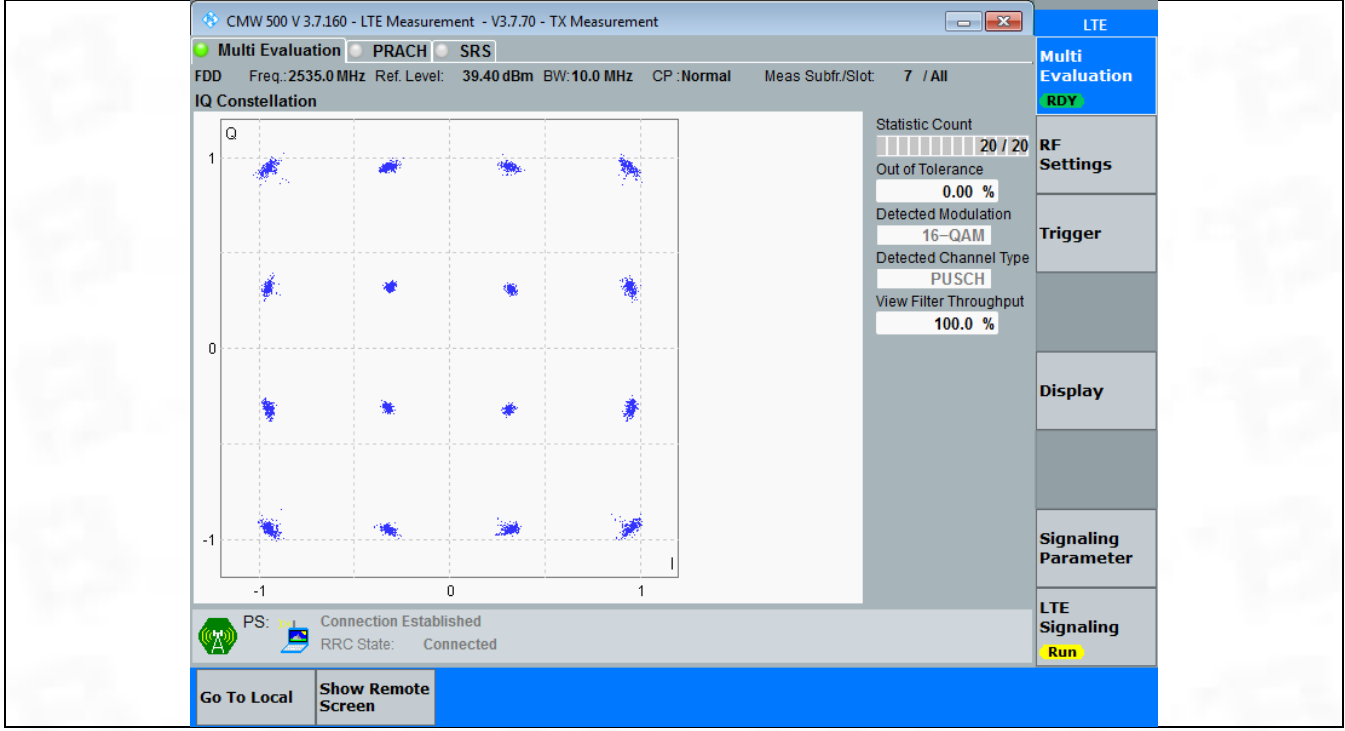 CMW 500 V 3.7.160 - LTE Measurement - V3.7.70 - TX Measurement
LTE
Multi Evaluation PRACH SRS
Multi
Evaluation
RDY
FDD Freg.: 2535.0 MHz Ref. Level: 39.40 dBm BW: 10.0 MHz CP : Normal Meas Subfr./Slot: 7 / All
IQ Constellation
Q
1
0
-1
-1
0
1
I
Statistic Count
20 / 20
Out of Tolerance
0.00 %
Detected Modulation
16-QAM
Detected Channel Type
PUSCH
View Filter Throughput
100.0 %
RF
Settings
Trigger
Display
Signaling
Parameter
LTE
Signaling
Run
PS: Connection Established
RRC State: Connected
Go To Local
Show Remote
Screen